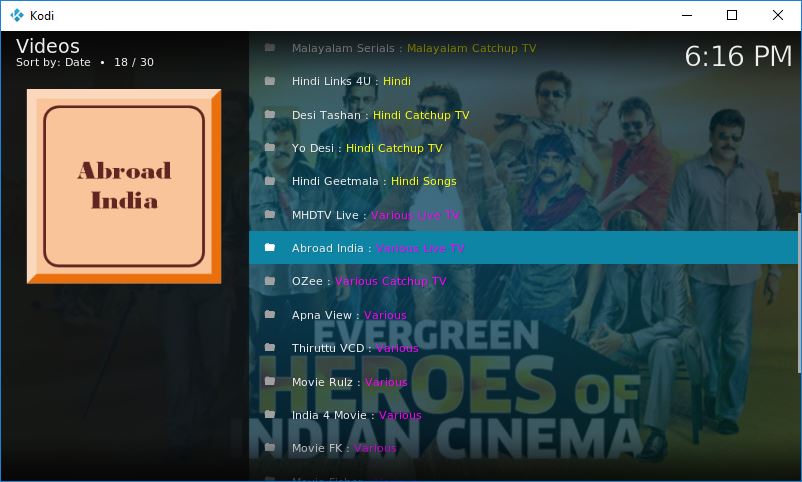 Kodi
Videos
Sort by: Date • 18 / 30
6:16 PM
Abroad
India
Malayalam Serials : Malayalam Catchup TV
Hindi Links 4U : Hindi
Desi Tashan : Hindi Catchup TV
Yo Desi : Hindi Catchup TV
Hindi Geetmala : Hindi Songs
MHDTV Live : Various Live TV
Abroad India : Various Live TV
OZee : Various Catchup TV
Apna View : Various
Thiruttu VCD : Various
Movie Rulz : Various
India 4 Movie : Various
Movie FK : Various
EVERGREEN
HEROES OF
INDIAN CINEMA